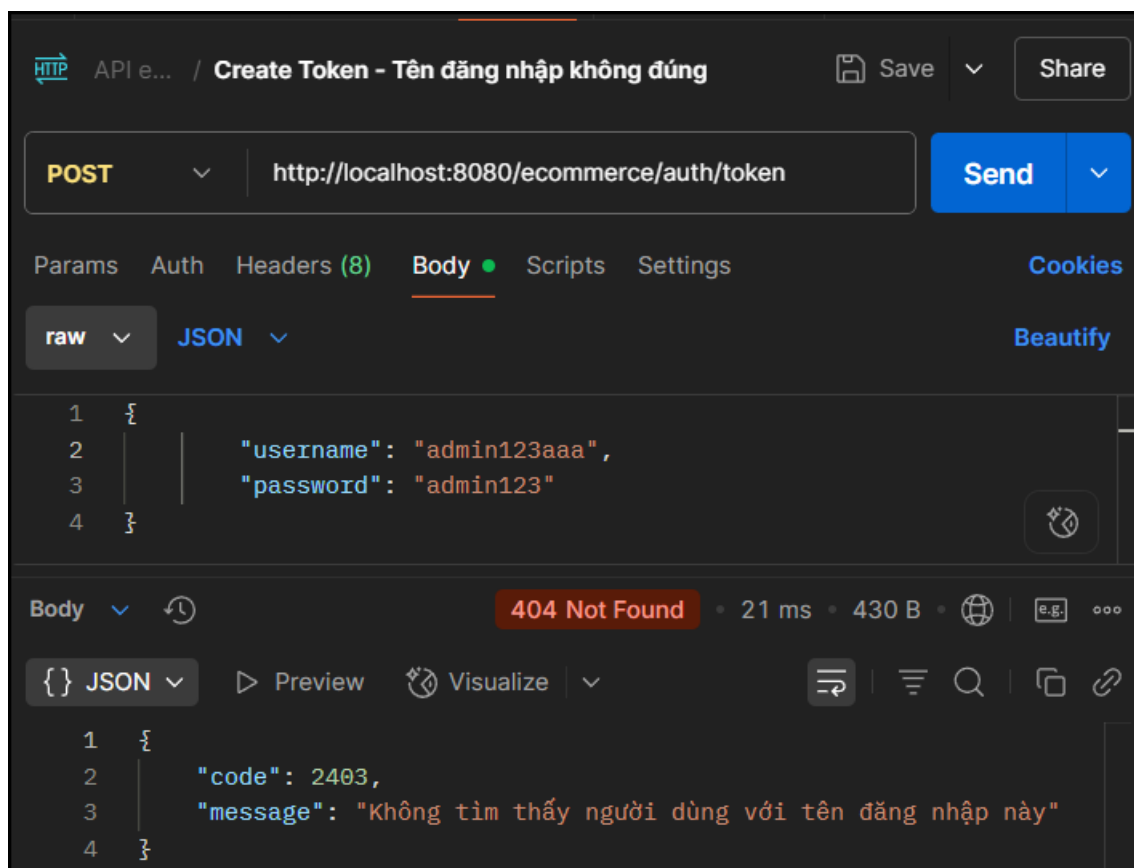 HTTP API e... / Create Token - Tên đăng nhập không đúng Save Share
POST http://localhost:8080/ecommerce/auth/token Send
Params Auth Headers (8) Body Scripts Settings Cookies
raw JSON Beautify
1 {
2 "username": "admin123aaa",
3 "password": "admin123"
4 }
Body 404 Not Found • 21 ms • 430 B • e.g.
{} JSON Preview Visualize
1 {
2 "code": 2403,
3 "message": "Không tìm thấy người dùng với tên đăng nhập này"
4 }